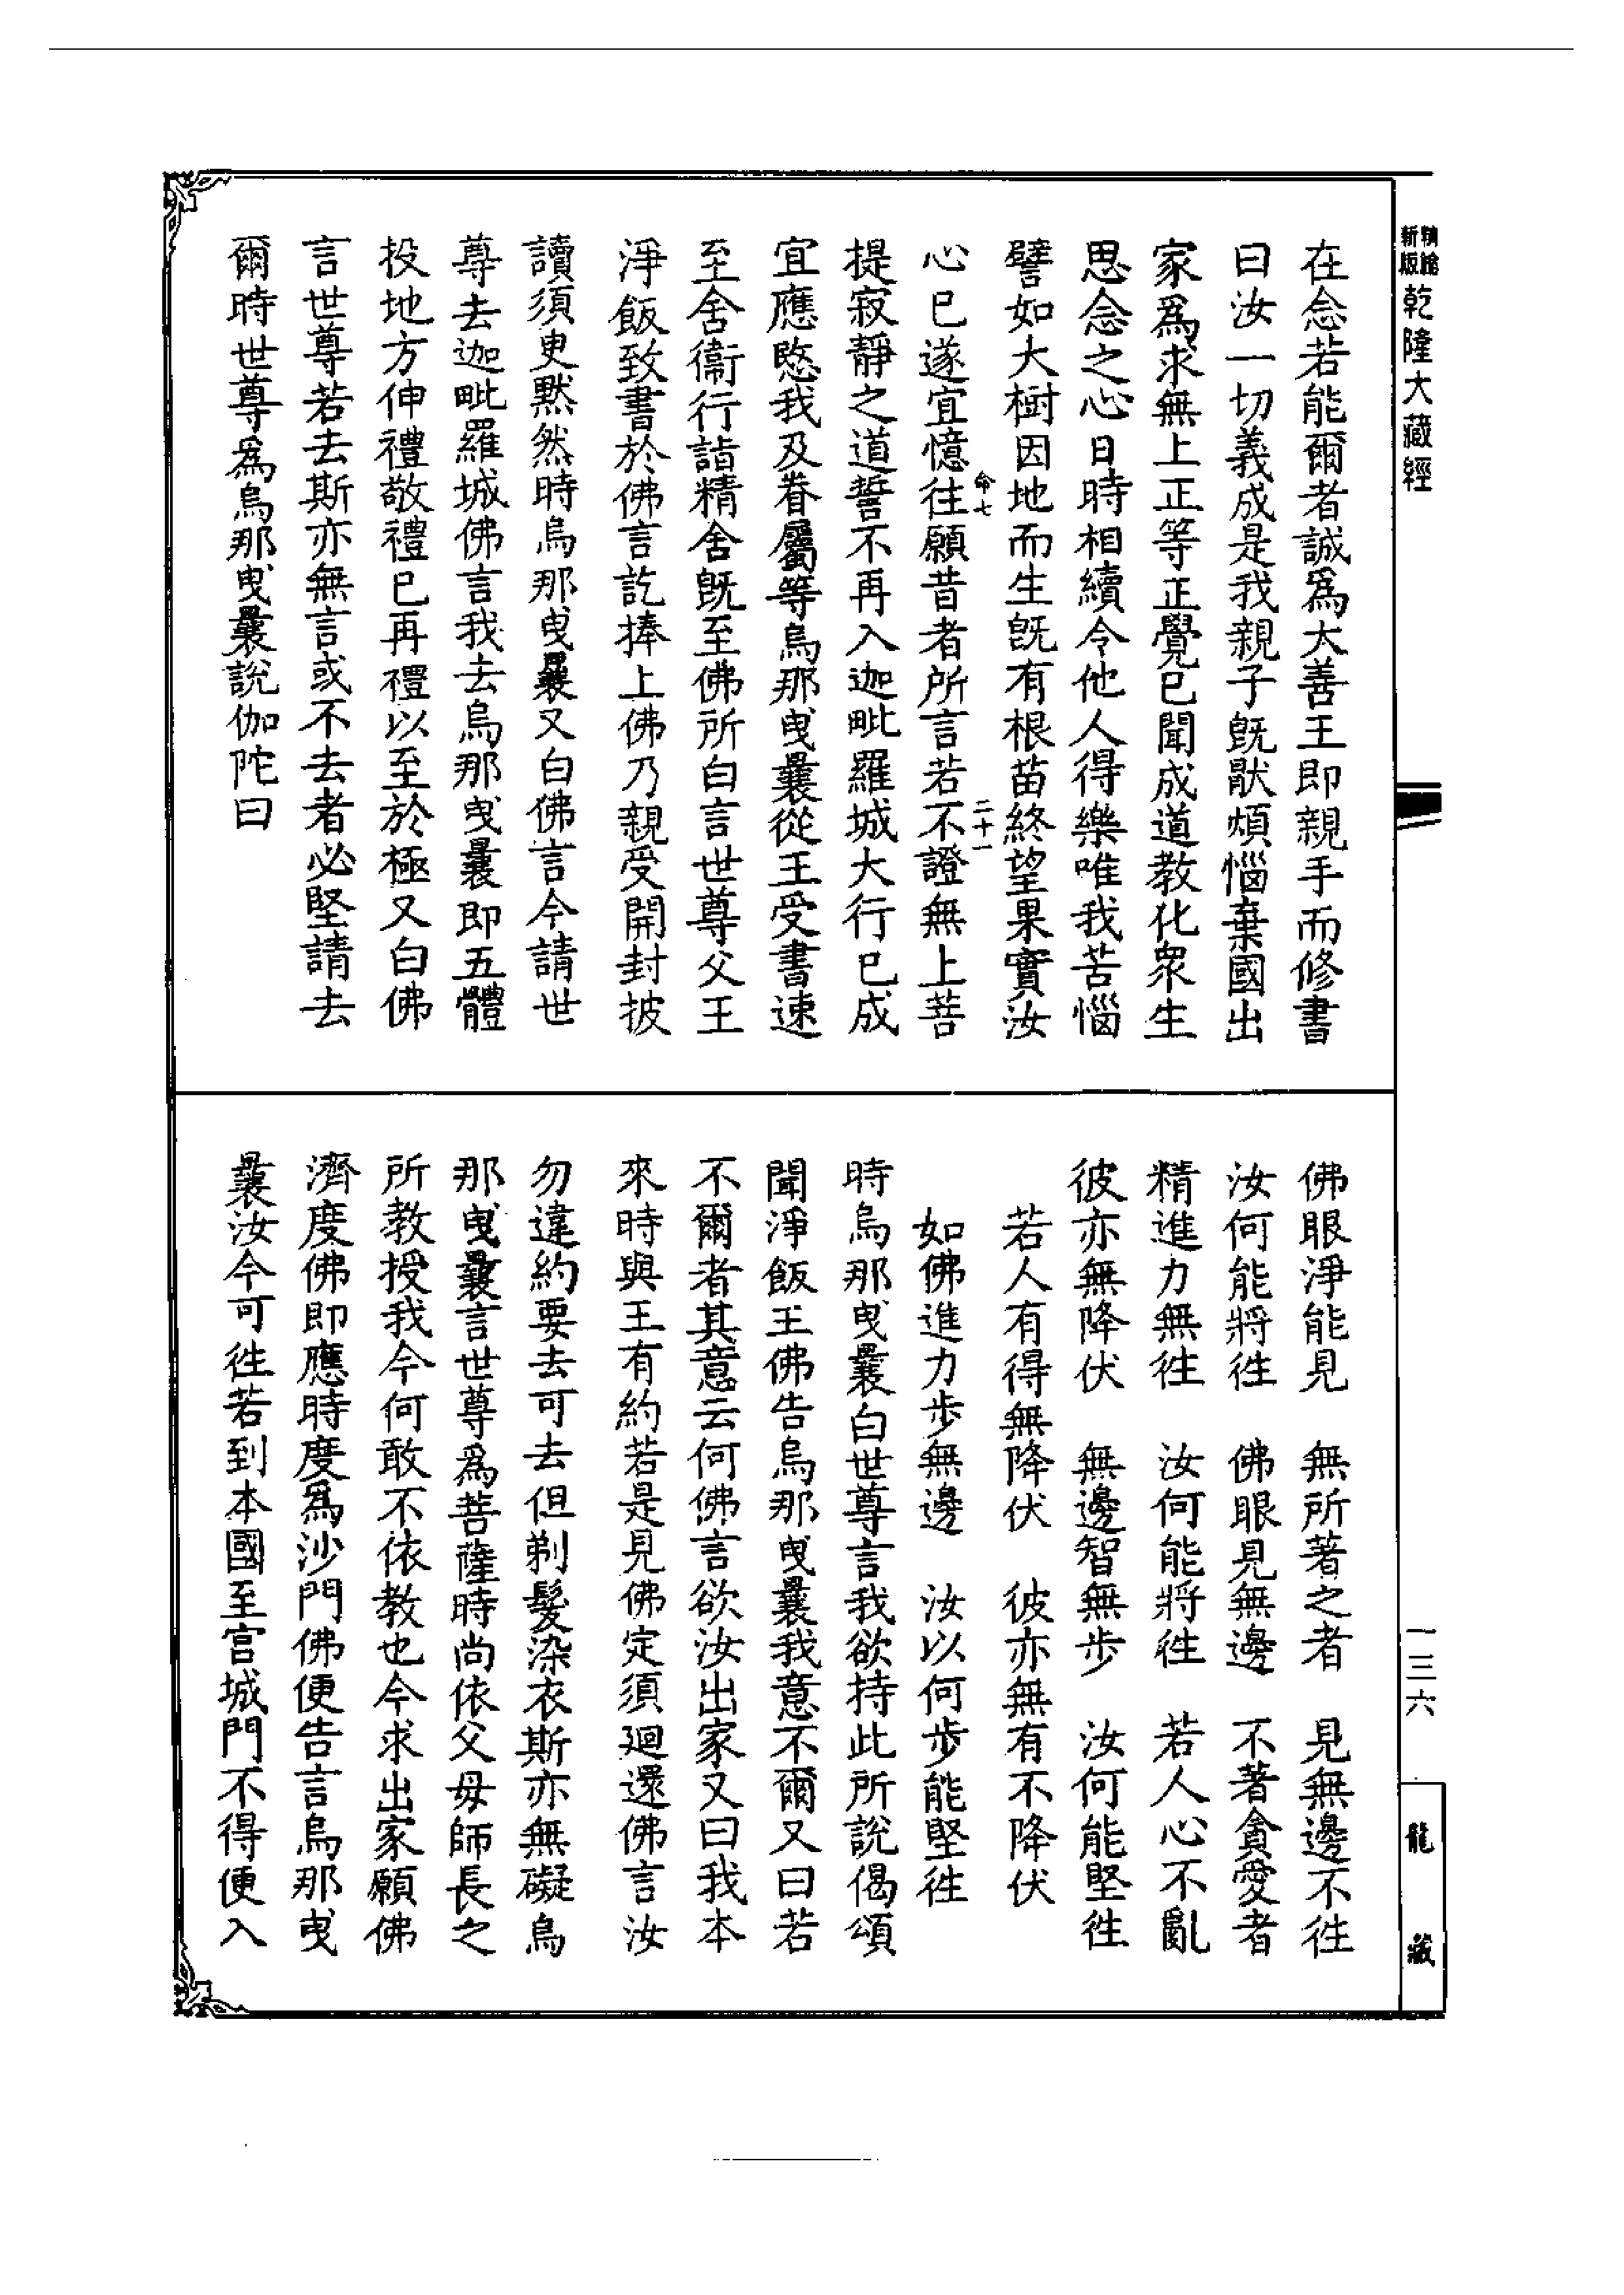 精緻新版 乾隆大藏經
在念若能爾者誠爲太善王即親手而修書
曰汝一切義成是我親子旣猒煩惱棄國出
家爲求無上正等正覺已聞成道教化衆生
思念之心日時相續令他人得樂唯我苦惱
譬如大樹因地而生旣有根苗終望果實汝
命七 二十一
心已遂宜憶往願昔者所言若不證無上菩
提寂靜之道誓不再入迦毗羅城大行已成
宜應愍我及眷屬等烏那曳曩從王受書速
至舍衞行詣精舍旣至佛所白言世尊父王
淨飯致書於佛言訖捧上佛乃親受開封披
讀須臾默然時烏那曳曩又白佛言今請世
尊去迦毗羅城佛言我去烏那曳曩即五體
投地方伸禮敬禮已再禮以至於極又白佛
言世尊若去斯亦無言或不去者必堅請去
爾時世尊爲烏那曳曩說伽陀曰
佛眼淨能見　無所著之者　見無邊不往
汝何能將往　佛眼見無邊　不著貪愛者
精進力無往　汝何能將往　若人心不亂
彼亦無降伏　無邊智無步　汝何能堅往
若人有得無降伏　彼亦無有不降伏
如佛進力步無邊　汝以何步能堅往
時烏那曳曩白世尊言我欲持此所說偈頌
聞淨飯王佛告烏那曳曩我意不爾又曰若
不爾者其意云何佛言欲汝出家又曰我本
來時與王有約若是見佛定須迴還佛言汝
勿違約要去可去但剃髮染衣斯亦無礙烏
那曳曩言世尊爲菩薩時尚依父母師長之
所教授我今何敢不依教也今求出家願佛
濟度佛即應時度爲沙門佛便告言烏那曳
曩汝今可往若到本國至宮城門不得便入
一三六
龍藏